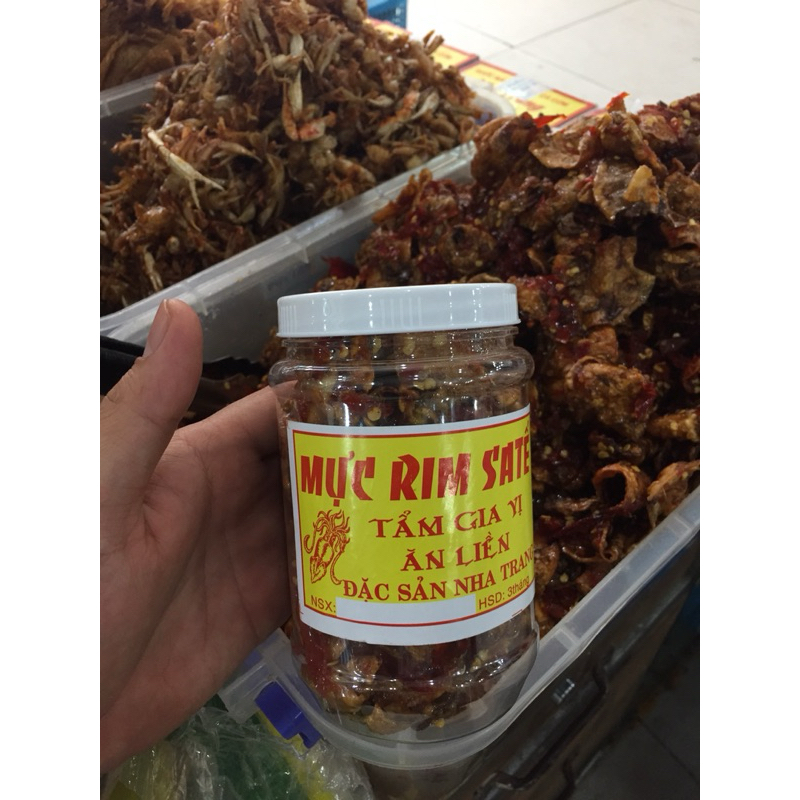 MỰC RIM SATẾ
TẨM GIA VỊ
ĂN LIỀN
ĐẶC SẢN NHA TRANG
NSX: HSD: 3tháng